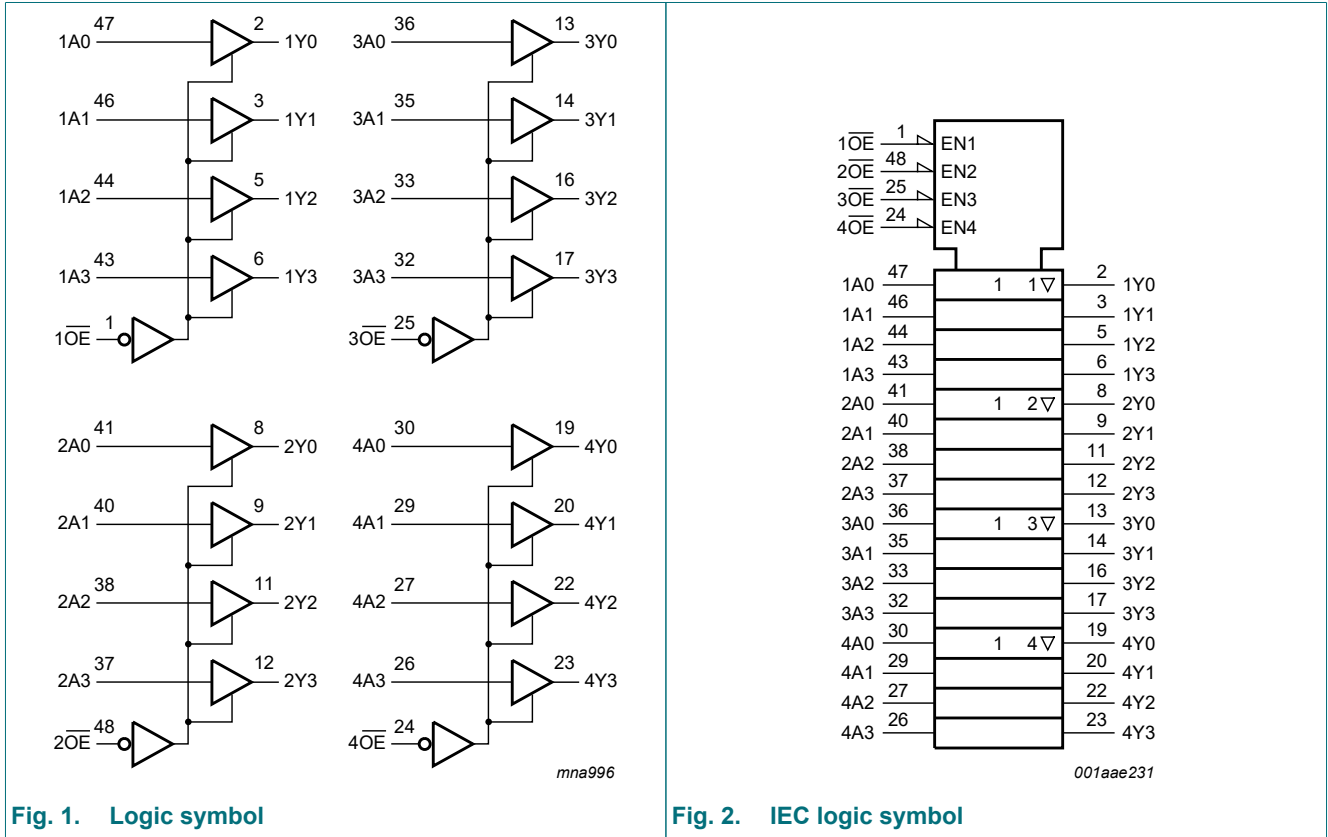 47 2 36 13
1A0 1Y0 3A0 3Y0
46 3 35 14
1A1 1Y1 3A1 3Y1
44 5 33 16
1A2 1Y2 3A2 3Y2
43 6 32 17
1A3 1Y3 3A3 3Y3
1 25
1O̅E̅ 3O̅E̅
41 8 30 19
2A0 2Y0 4A0 4Y0
40 9 29 20
2A1 2Y1 4A1 4Y1
38 11 27 22
2A2 2Y2 4A2 4Y2
37 12 26 23
2A3 2Y3 4A3 4Y3
48 24
2O̅E̅ 4O̅E̅
mna996
Fig. 1. Logic symbol
1O̅E̅ 1 EN1
2O̅E̅ 48 EN2
3O̅E̅ 25 EN3
4O̅E̅ 24 EN4
1A0 47 1 1▽ 2 1Y0
1A1 46 3 1Y1
1A2 44 5 1Y2
1A3 43 6 1Y3
2A0 41 1 2▽ 8 2Y0
2A1 40 9 2Y1
2A2 38 11 2Y2
2A3 37 12 2Y3
3A0 36 1 3▽ 13 3Y0
3A1 35 14 3Y1
3A2 33 16 3Y2
3A3 32 17 3Y3
4A0 30 1 4▽ 19 4Y0
4A1 29 20 4Y1
4A2 27 22 4Y2
4A3 26 23 4Y3
001aae231
Fig. 2. IEC logic symbol